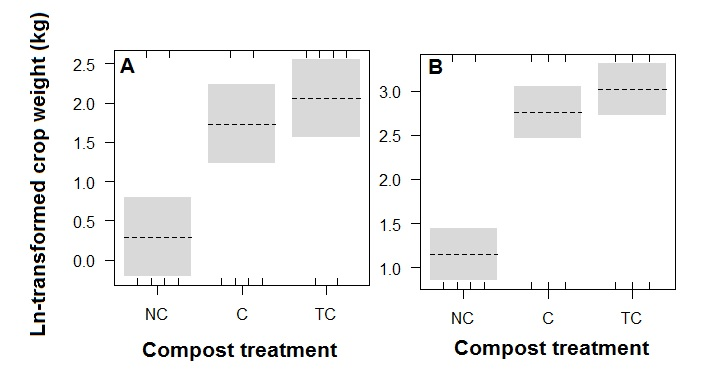 Ln-transformed crop weight (kg)
A
2.5
2.0
1.5
1.0
0.5
0.0
NC C TC
Compost treatment
B
3.0
2.5
2.0
1.5
1.0
NC C TC
Compost treatment